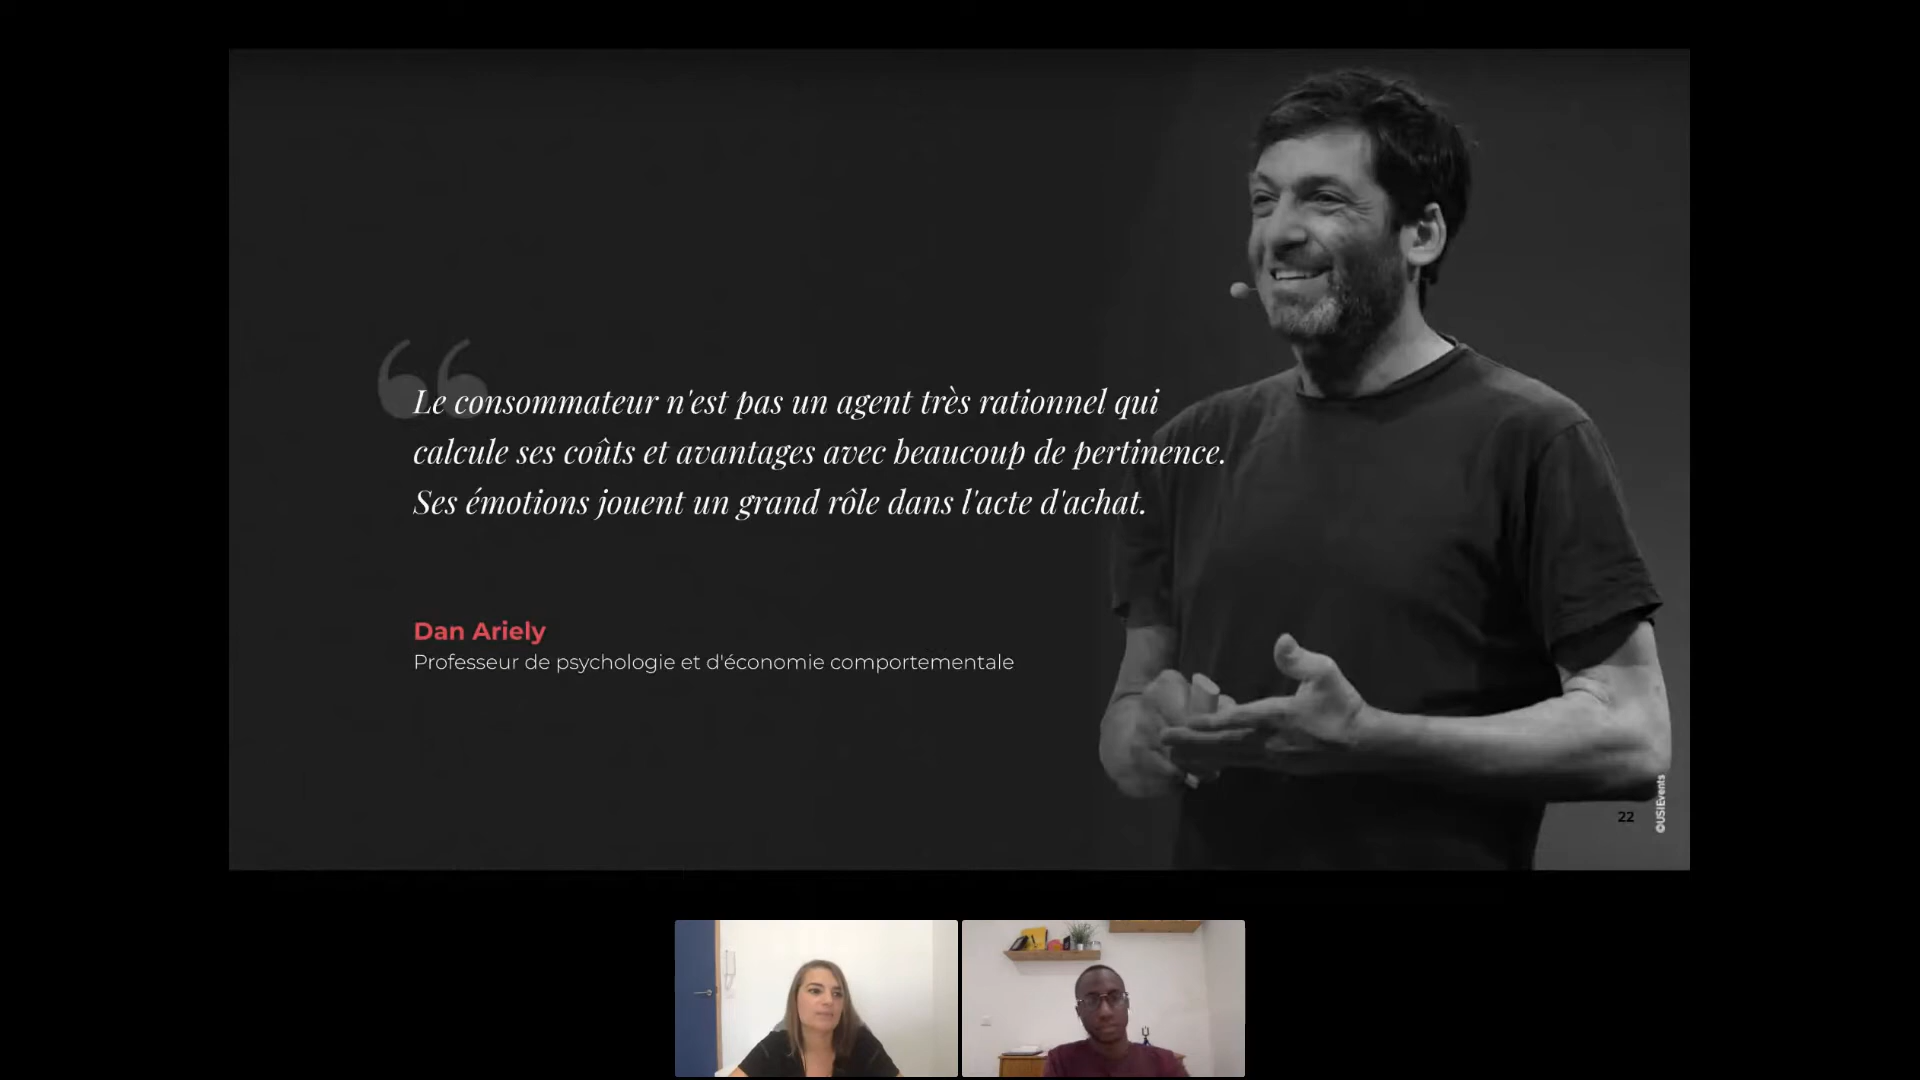 Le consommateur n'est pas un agent très rationnel qui
calcule ses coûts et avantages avec beaucoup de pertinence.
Ses émotions jouent un grand rôle dans l'acte d'achat.
Dan Ariely
Professeur de psychologie et d'économie comportementale
22
©USIEvents